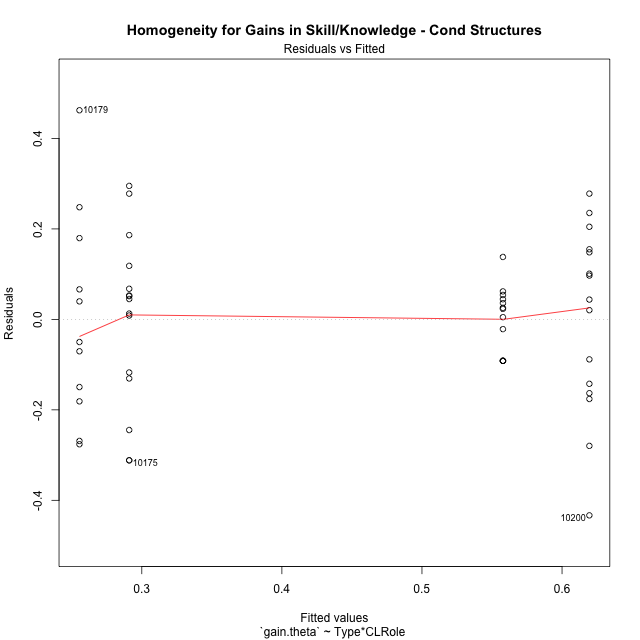 Homogeneity for Gains in Skill/Knowledge - Cond Structures
Residuals vs Fitted
10179
0.4
0.2
Residuals
0.0
-0.2
10175
-0.4
10200
0.3 0.4 0.5 0.6
Fitted values
`gain.theta` ~ Type*CLRole